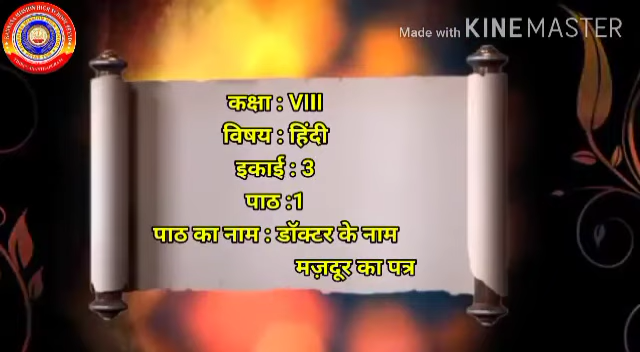 Made with KINEMASTER
कक्षा : VIII
विषय : हिंदी
इकाई : 3
पाठ :1
पाठ का नाम : डॉक्टर के नाम
मज़दूर का पत्र